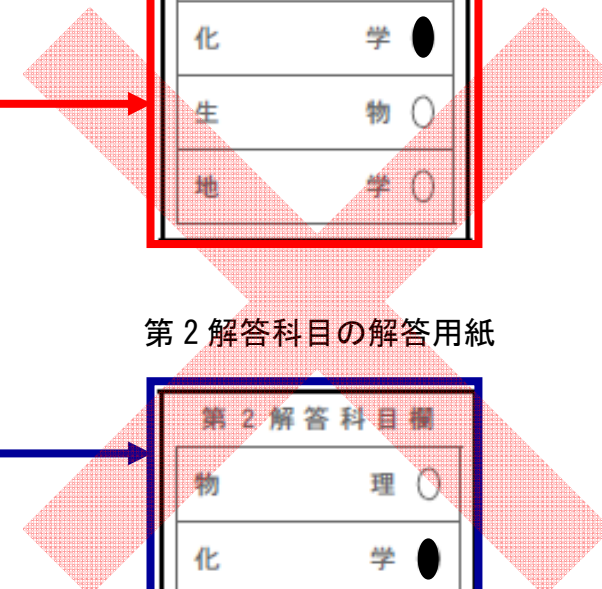 化 学
生 物
地 学
第2解答科目の解答用紙
第2解答科目欄
物 理
化 学